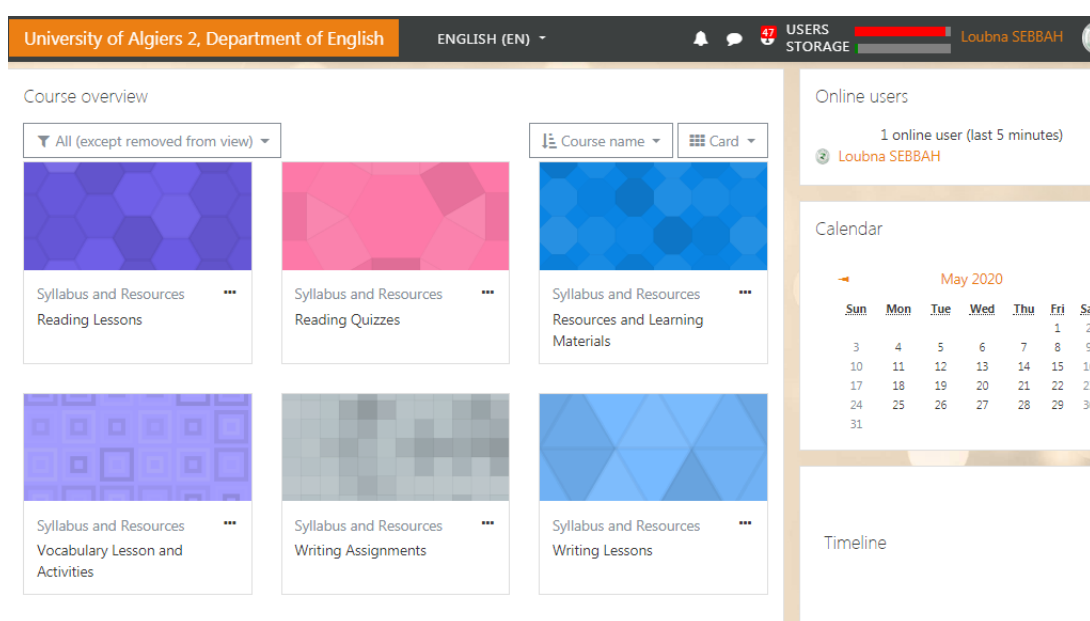 University of Algiers 2, Department of English
ENGLISH (EN)
47
USERS
STORAGE
Loubna SEBBAH
Course overview
All (except removed from view)
Course name
Card
Syllabus and Resources
Reading Lessons
Syllabus and Resources
Reading Quizzes
Syllabus and Resources
Resources and Learning
Materials
Syllabus and Resources
Vocabulary Lesson and
Activities
Syllabus and Resources
Writing Assignments
Syllabus and Resources
Writing Lessons
Online users
1 online user (last 5 minutes)
Loubna SEBBAH
Calendar
May 2020
Sun Mon Tue Wed Thu Fri
1
3 4 5 6 7 8
10 11 12 13 14 15
17 18 19 20 21 22
24 25 26 27 28 29
31
Timeline